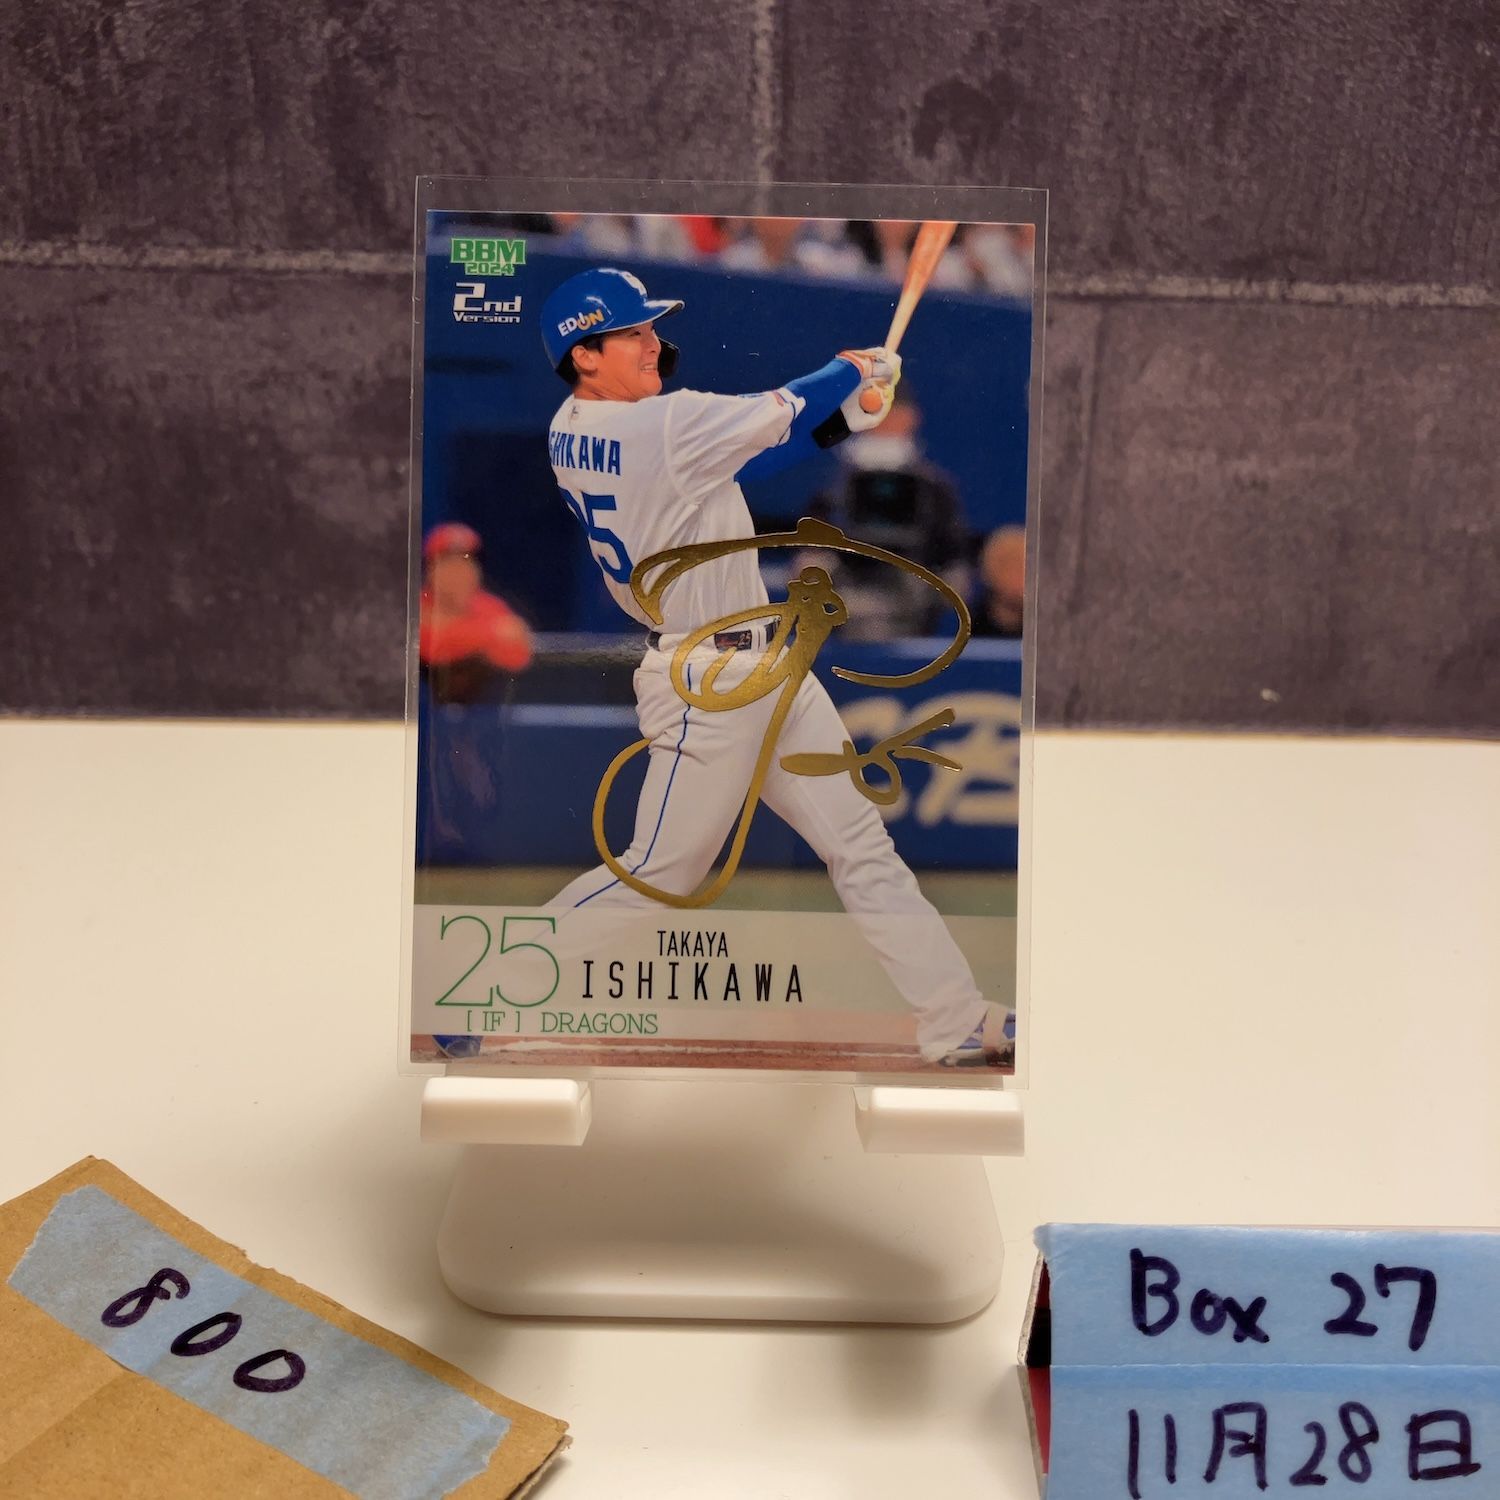 BBM
2024
2nd
Version
EDION
SHIKAWA
25
25
TAKAYA
ISHIKAWA
[ IF ] DRAGONS
800
Box 27
11月28日